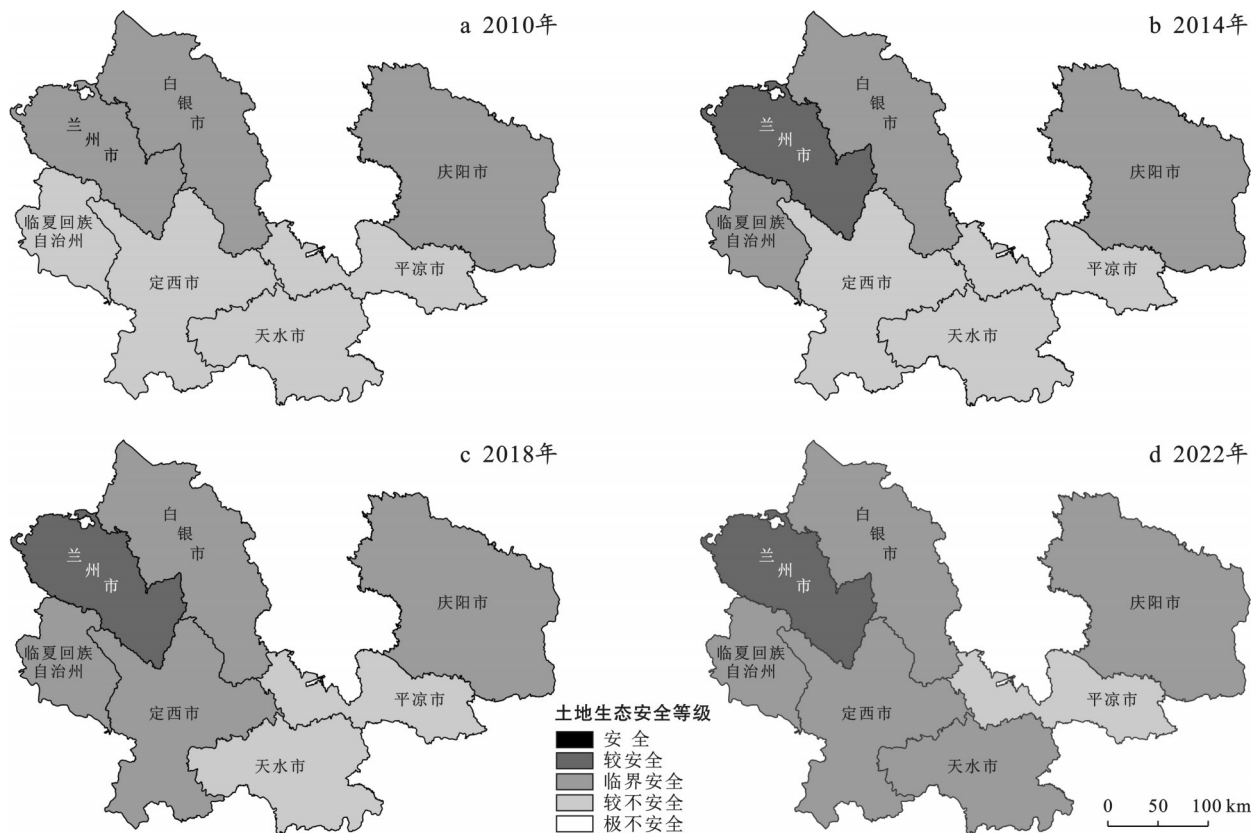 a 2010年
白银市
兰州市
庆阳市
临夏回族
自治州
定西市
平凉市
天水市
b 2014年
白银市
兰州市
庆阳市
临夏回族
自治州
定西市
平凉市
天水市
c 2018年
白银市
兰州市
庆阳市
临夏回族
自治州
定西市
平凉市
天水市
d 2022年
白银市
兰州市
庆阳市
临夏回族
自治州
定西市
平凉市
天水市
土地生态安全等级
安 全
较安全
临界安全
较不安全
极不安全
0 50 100 km